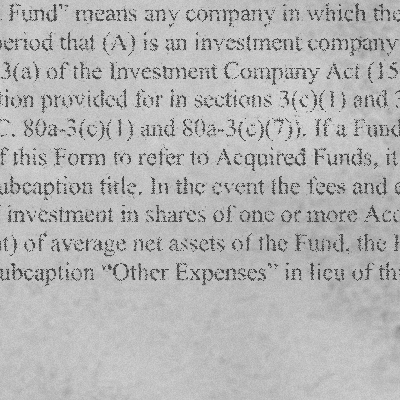 Fund” means any company in which the
period that (A) is an investment company
3(a) of the Investment Company Act (15
tion provided for in sections 3(c)(1) and 3
C. 80a-3(c)(1) and 80a-3(c)(7)). If a Fund
f this Form to refer to Acquired Funds, it
ubcaption title. In the event the fees and e
investment in shares of one or more Acq
nt) of average net assets of the Fund, the F
ubcaption “Other Expenses” in lieu of thi